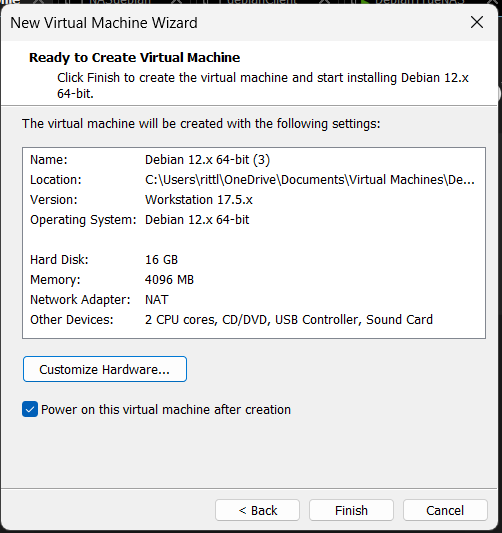 New Virtual Machine Wizard
Ready to Create Virtual Machine
Click Finish to create the virtual machine and start installing Debian 12.x
64-bit.
The virtual machine will be created with the following settings:
Name: Debian 12.x 64-bit (3)
Location: C:\Users\rittl\OneDrive\Documents\Virtual Machines\De...
Version: Workstation 17.5.x
Operating System: Debian 12.x 64-bit
Hard Disk: 16 GB
Memory: 4096 MB
Network Adapter: NAT
Other Devices: 2 CPU cores, CD/DVD, USB Controller, Sound Card
Customize Hardware...
Power on this virtual machine after creation
< Back Finish Cancel